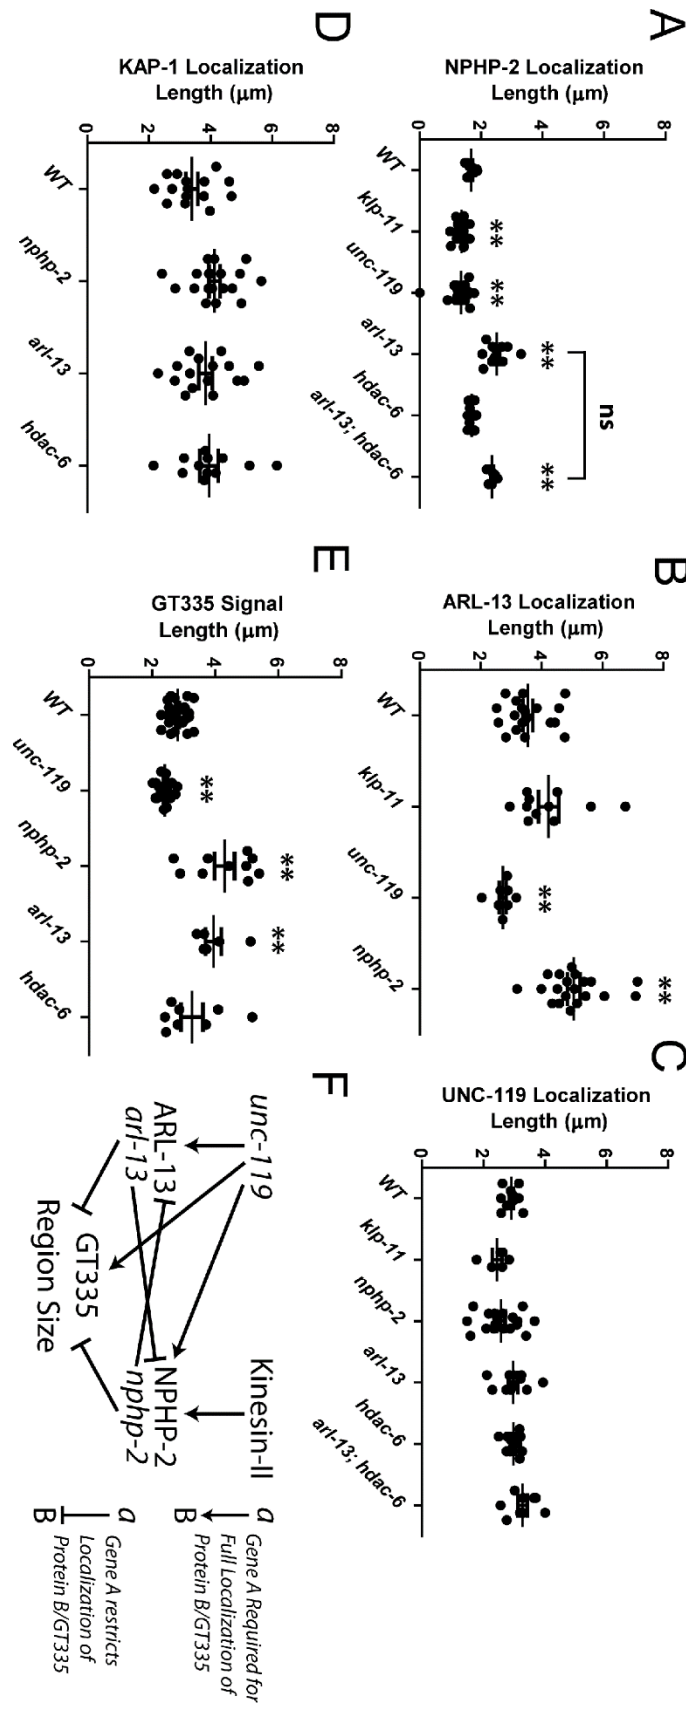 A
NPHP-2 Localization
Length (μm)
0
2
4
6
8
WT
klp-11
unc-119
arl-13
hdac-6
arl-13; hdac-6
**
**
**
**
ns
B
ARL-13 Localization
Length (μm)
0
2
4
6
8
WT
klp-11
unc-119
nphp-2
**
**
C
UNC-119 Localization
Length (μm)
0
2
4
6
8
WT
klp-11
nphp-2
arl-13
hdac-6
arl-13; hdac-6
D
KAP-1 Localization
Length (μm)
0
2
4
6
8
WT
nphp-2
arl-13
hdac-6
E
GT335 Signal
Length (μm)
0
2
4
6
8
WT
unc-119
nphp-2
arl-13
hdac-6
**
**
**
F
unc-119
Kinesin-II
ARL-13
NPHP-2
arl-13
nphp-2
GT335
Region Size
a
B
Gene A Required for
Full Localization of
Protein B/GT335
a
B
Gene A restricts
Localization of
Protein B/GT335